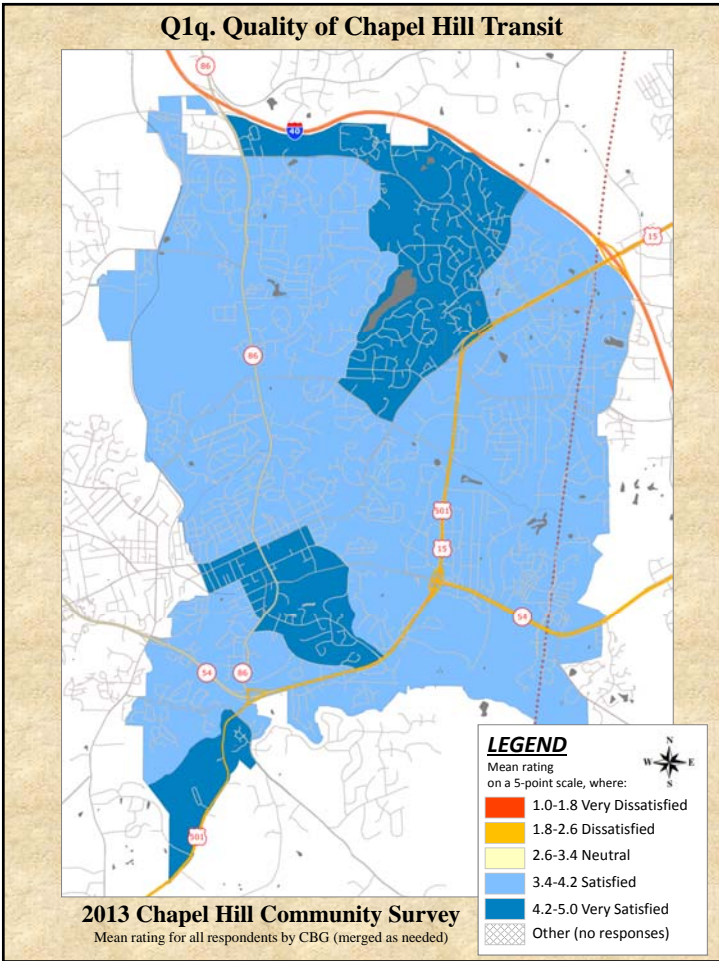 Q1q. Quality of Chapel Hill Transit
86
40
15
86
501
15
54
54
86
501
LEGEND
Mean rating
on a 5-point scale, where:
N
W
E
S
1.0-1.8 Very Dissatisfied
1.8-2.6 Dissatisfied
2.6-3.4 Neutral
3.4-4.2 Satisfied
4.2-5.0 Very Satisfied
Other (no responses)
2013 Chapel Hill Community Survey
Mean rating for all respondents by CBG (merged as needed)